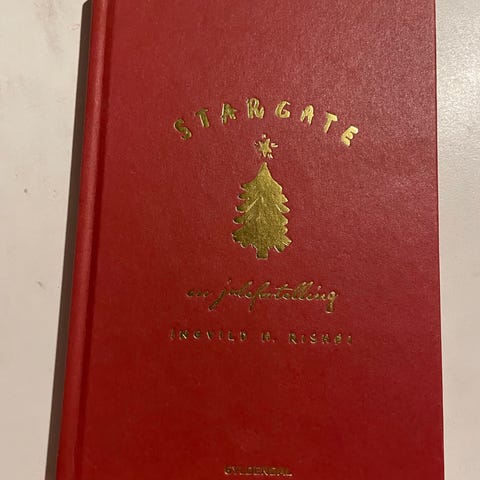 STARGATE
en julefortelling
INGVILD H. RISHØI
GYLDENDAL